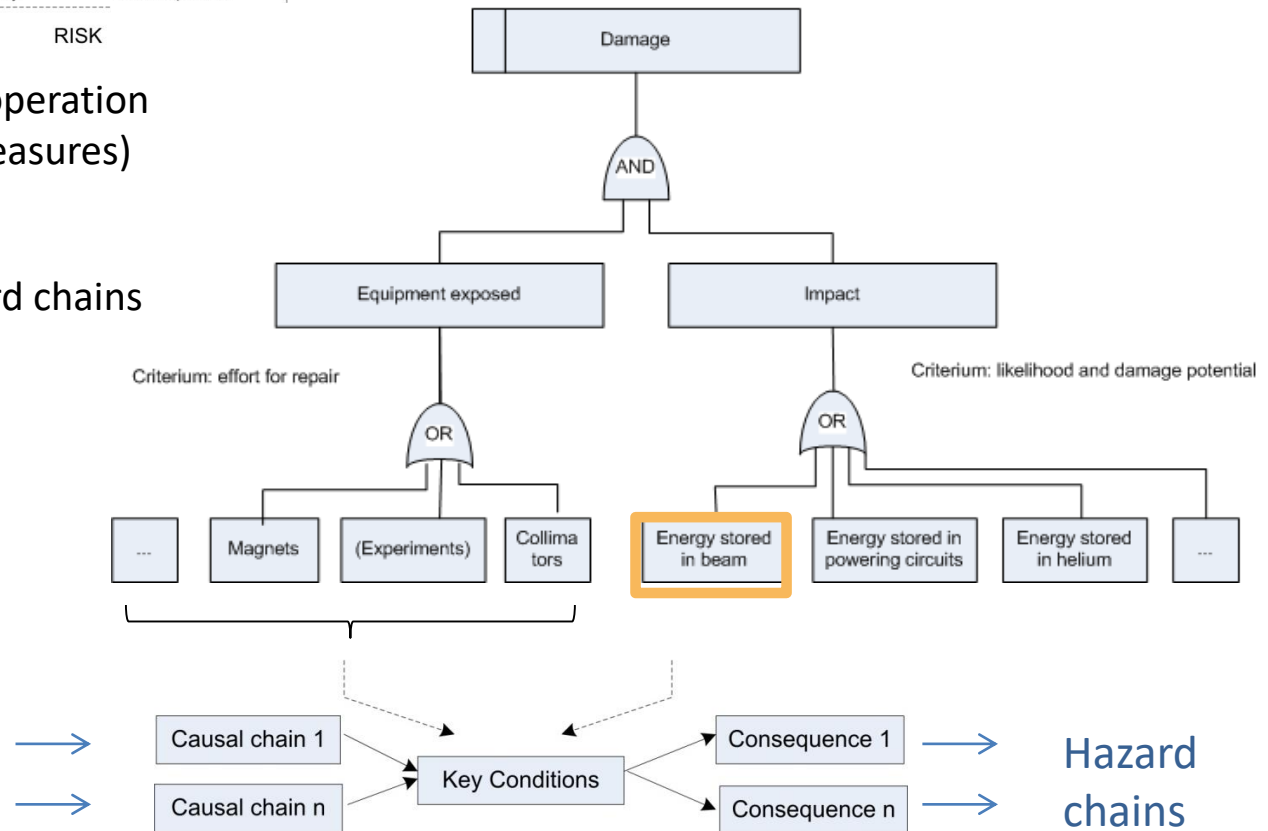 RISK
Damage
operation
easures)
AND
rd chains
Equipment exposed
Impact
Criterium: effort for repair
Criterium: likelihood and damage potential
OR
OR
...
Magnets
(Experiments)
Collima
tors
Energy stored
in beam
Energy stored in
powering circuits
Energy stored
in helium
...
Causal chain 1
Key Conditions
Consequence 1
Causal chain n
Consequence n
Hazard
chains